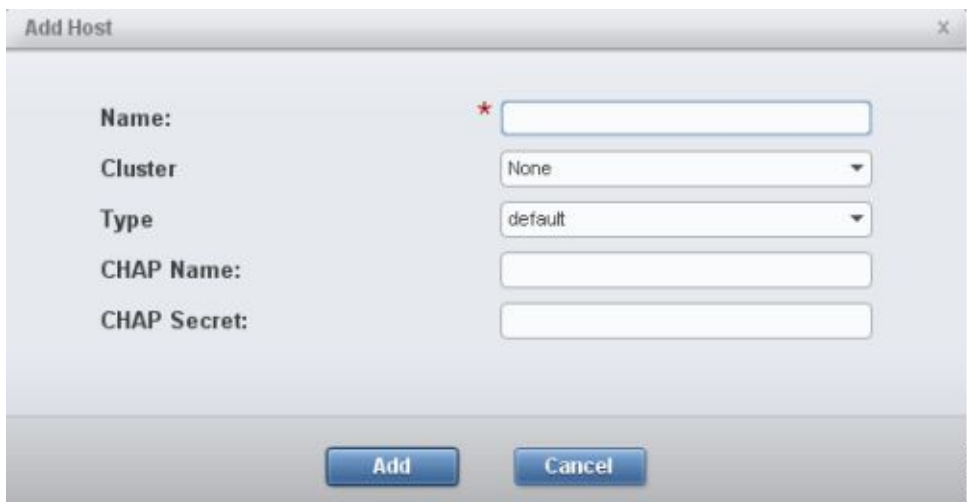 Add Host x
Name: *
Cluster None
Type default
CHAP Name:
CHAP Secret:
Add Cancel